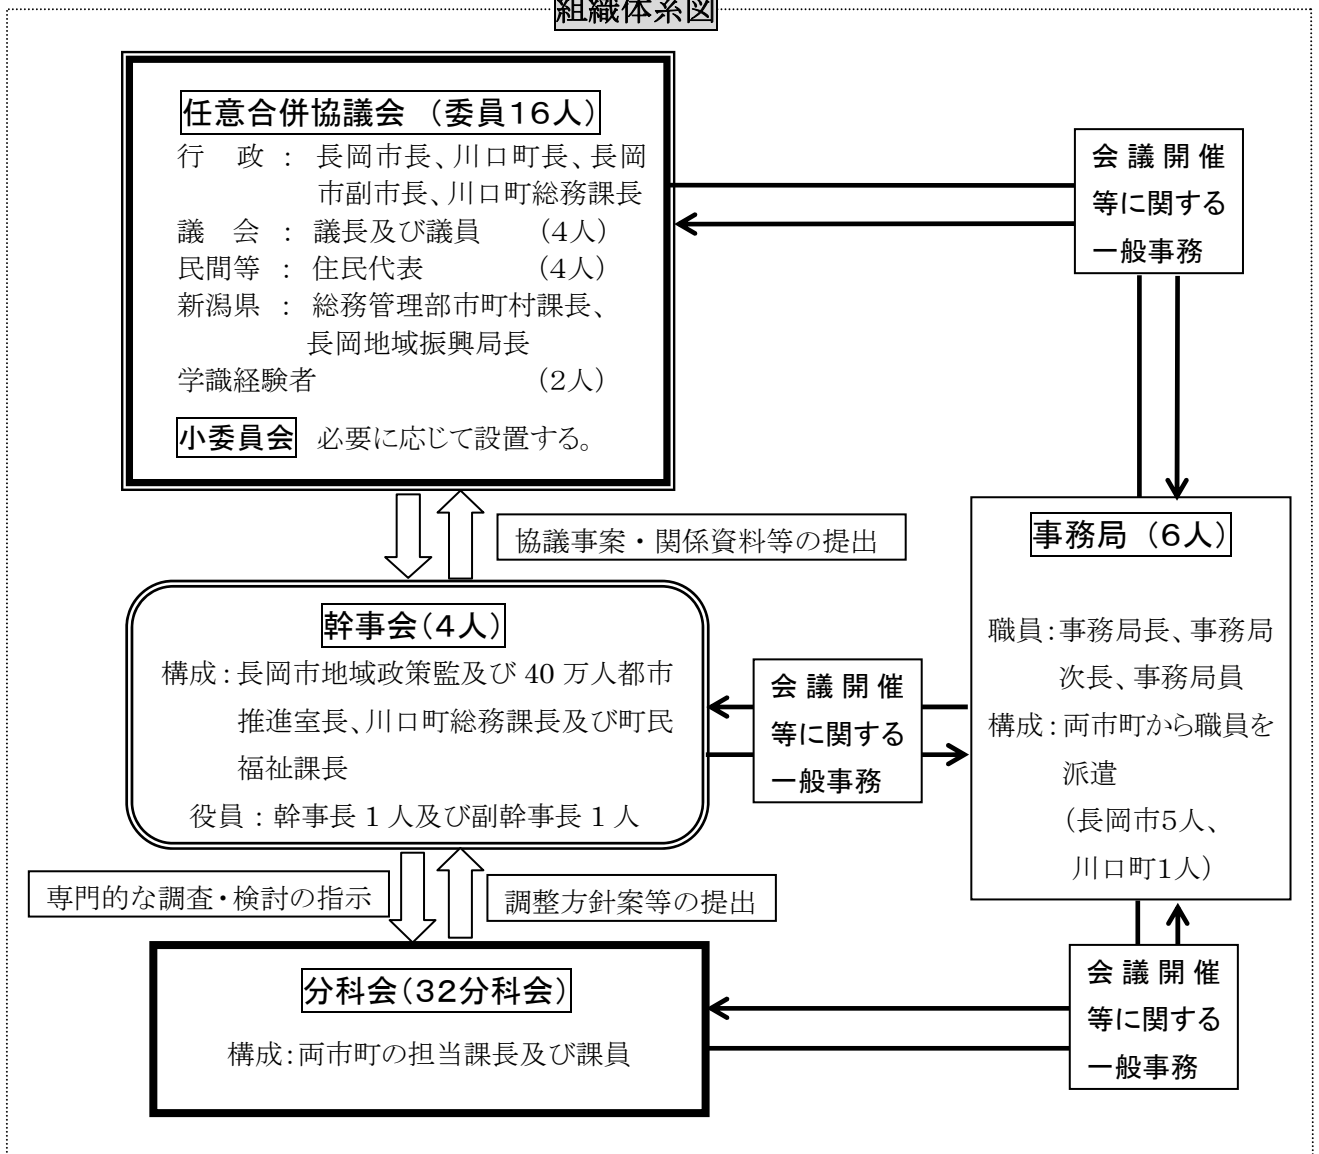 組織体系図
任意合併協議会 (委員16人)
行 政 : 長岡市長、川口町長、長岡
市副市長、川口町総務課長
議 会 : 議長及び議員 (4人)
民間等 : 住民代表 (4人)
新潟県 : 総務管理部市町村課長、
長岡地域振興局長
学識経験者 (2人)
小委員会 必要に応じて設置する。
会議開催
等に関する
一般事務
協議事案・関係資料等の提出
事務局 (6人)
職員:事務局長、事務局
次長、事務局員
構成:両市町から職員を
派遣
(長岡市5人、
川口町1人)
幹事会(4人)
構成:長岡市地域政策監及び 40 万人都市
推進室長、川口町総務課長及び町民
福祉課長
役員:幹事長1人及び副幹事長1人
会議開催
等に関する
一般事務
専門的な調査・検討の指示
調整方針案等の提出
分科会(32分科会)
構成:両市町の担当課長及び課員
会議開催
等に関する
一般事務